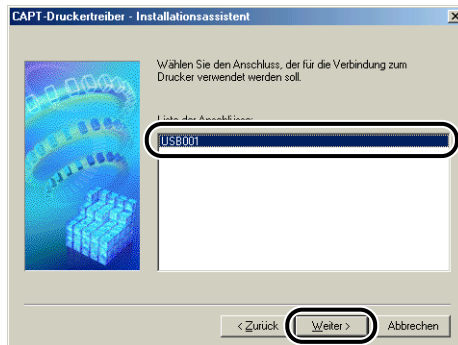 CAPT-Druckertreiber - Installationsassistent
Wählen Sie den Anschluss, der für die Verbindung zum
Drucker verwendet werden soll.
Liste der Anschlüsse:
USB001
< Zurück
Weiter >
Abbrechen